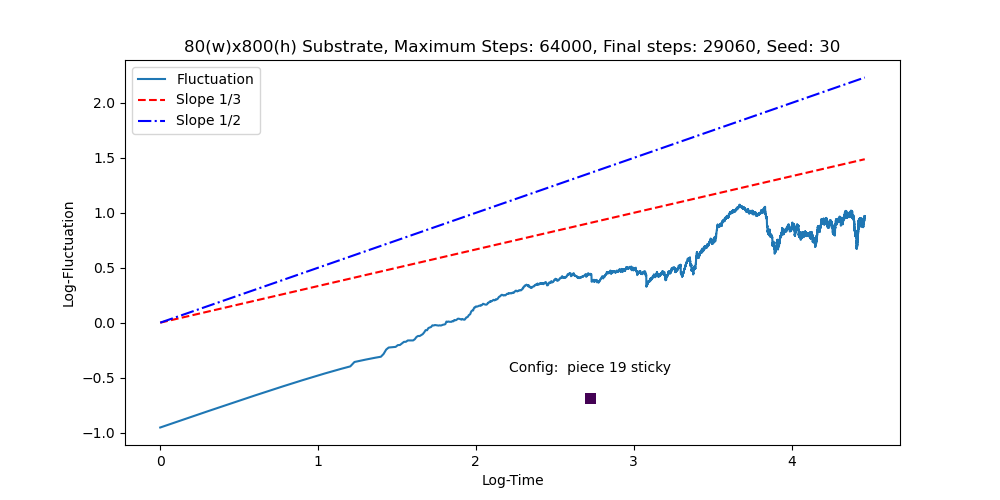 80(w)x800(h) Substrate, Maximum Steps: 64000, Final steps: 29060, Seed: 30
Fluctuation
Slope 1/3
Slope 1/2
2.0
1.5
1.0
0.5
0.0
−0.5
−1.0
Log-Fluctuation
Config:  piece 19 sticky
0 1 2 3 4
Log-Time